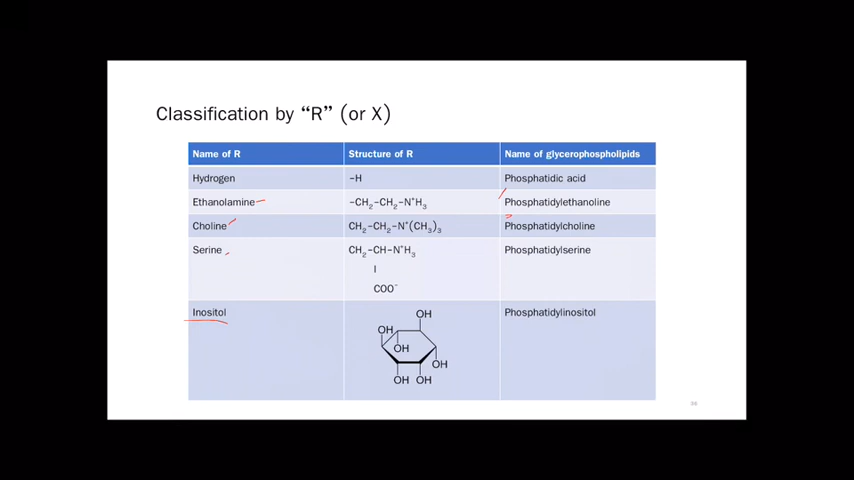 Classification by “R” (or X)
Name of R Structure of R Name of glycerophospholipids
Hydrogen –H Phosphatidic acid
Ethanolamine –CH₂–CH₂–N⁺H₃ Phosphatidylethanoline
Choline CH₂–CH₂–N⁺(CH₃)₃ Phosphatidylcholine
Serine CH₂–CH–N⁺H₃ Phosphatidylserine
I
COO⁻
Inositol Phosphatidylinositol
OH
OH
OH
OH
OH OH